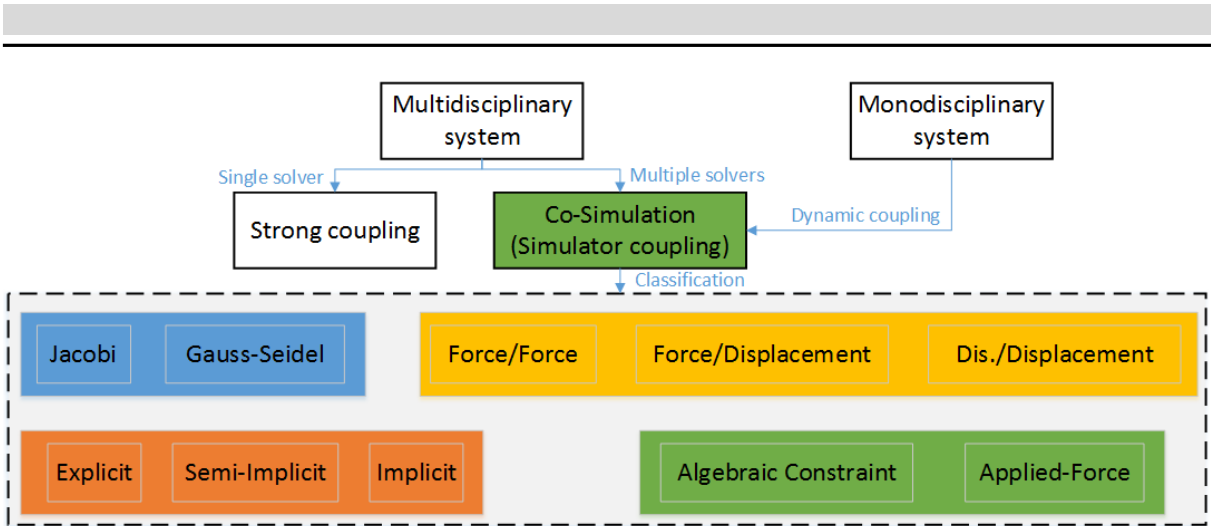 Multidisciplinary
system
Monodisciplinary
system
Single solver
Multiple solvers
Strong coupling
Co-Simulation
(Simulator coupling)
Dynamic coupling
Classification
Jacobi
Gauss-Seidel
Force/Force
Force/Displacement
Dis./Displacement
Explicit
Semi-Implicit
Implicit
Algebraic Constraint
Applied-Force